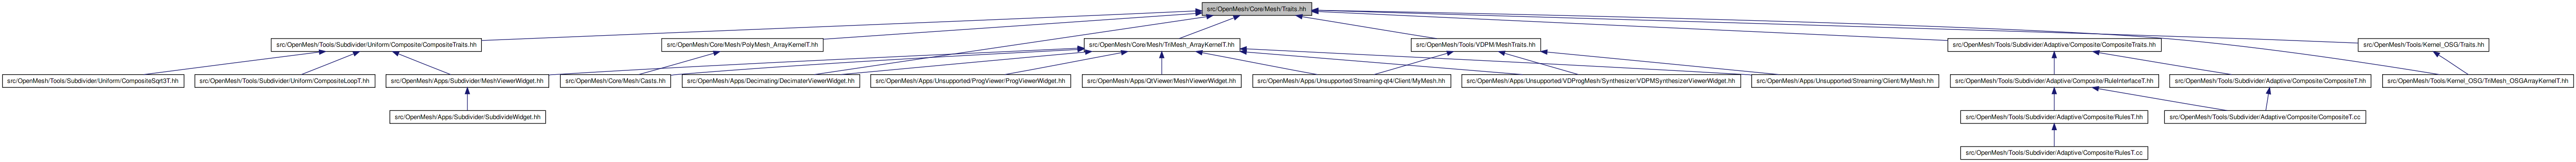 src/OpenMesh/Core/Mesh/Traits.hh
src/OpenMesh/Tools/Subdivider/Uniform/Composite/CompositeTraits.hh
src/OpenMesh/Core/Mesh/PolyMesh_ArrayKernelT.hh
src/OpenMesh/Core/Mesh/TriMesh_ArrayKernelT.hh
src/OpenMesh/Tools/VDPM/MeshTraits.hh
src/OpenMesh/Tools/Subdivider/Adaptive/Composite/CompositeTraits.hh
src/OpenMesh/Tools/Kernel_OSG/Traits.hh
src/OpenMesh/Tools/Subdivider/Uniform/CompositeSqrt3T.hh
src/OpenMesh/Tools/Subdivider/Uniform/CompositeLoopT.hh
src/OpenMesh/Apps/Subdivider/MeshViewerWidget.hh
src/OpenMesh/Core/Mesh/Casts.hh
src/OpenMesh/Apps/Decimating/DecimaterViewerWidget.hh
src/OpenMesh/Apps/Unsupported/ProgViewer/ProgViewerWidget.hh
src/OpenMesh/Apps/QtViewer/MeshViewerWidget.hh
src/OpenMesh/Apps/Unsupported/Streaming-qt4/Client/MyMesh.hh
src/OpenMesh/Apps/Unsupported/VDProgMesh/Synthesizer/VDPMSynthesizerViewerWidget.hh
src/OpenMesh/Apps/Unsupported/Streaming/Client/MyMesh.hh
src/OpenMesh/Tools/Subdivider/Adaptive/Composite/RuleInterfaceT.hh
src/OpenMesh/Tools/Subdivider/Adaptive/Composite/CompositeT.hh
src/OpenMesh/Tools/Kernel_OSG/TriMesh_OSGArrayKernelT.hh
src/OpenMesh/Apps/Subdivider/SubdivideWidget.hh
src/OpenMesh/Tools/Subdivider/Adaptive/Composite/RulesT.hh
src/OpenMesh/Tools/Subdivider/Adaptive/Composite/CompositeT.cc
src/OpenMesh/Tools/Subdivider/Adaptive/Composite/RulesT.cc